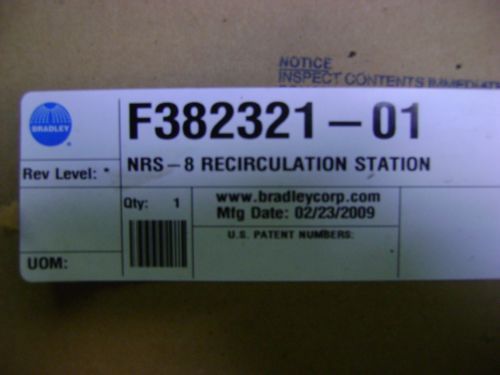 NOTICE
INSPECT CONTENTS IMMEDIATE
BRADLEY
F382321-01
Rev Level: *
NRS-8 RECIRCULATION STATION
Qty: 1
www.bradleycorp.com
Mfg Date: 02/23/2009
U.S. PATENT NUMBERS:
UOM: